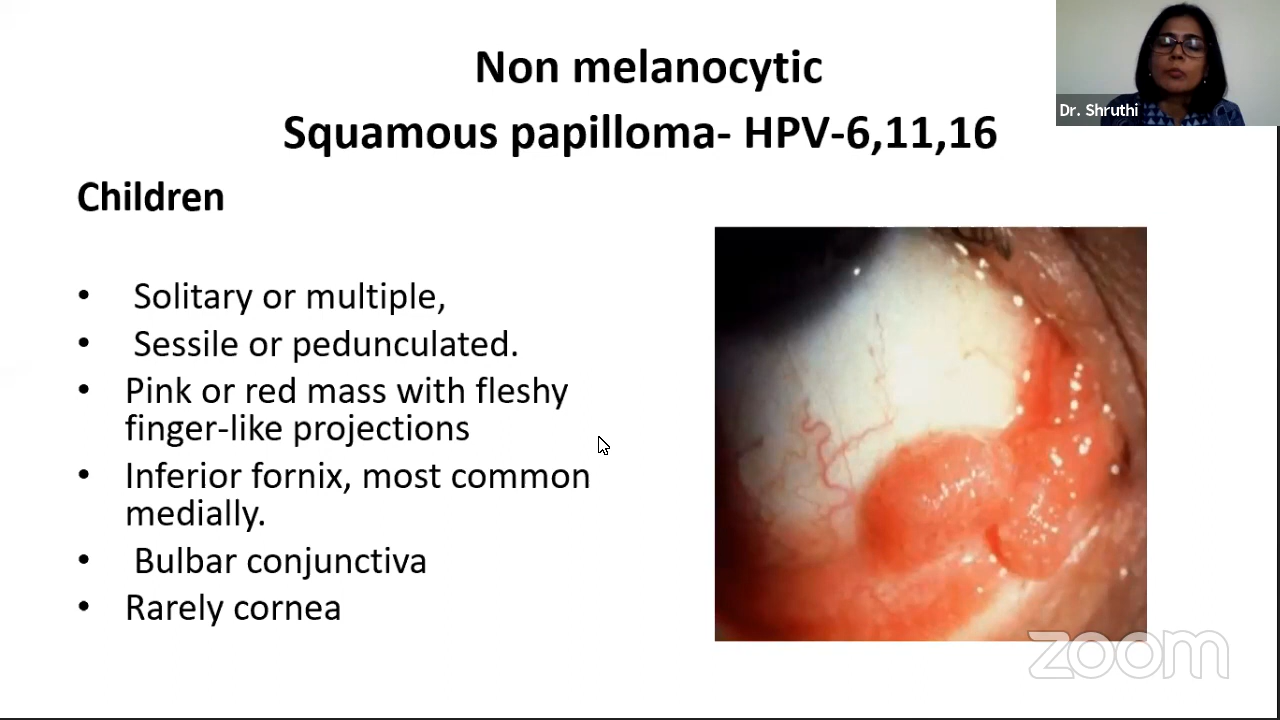 Non melanocytic
Squamous papilloma- HPV-6,11,16
Dr. Shruthi
Children
• Solitary or multiple,
• Sessile or pedunculated.
• Pink or red mass with fleshy
finger-like projections
• Inferior fornix, most common
medially.
• Bulbar conjunctiva
• Rarely cornea
zoom